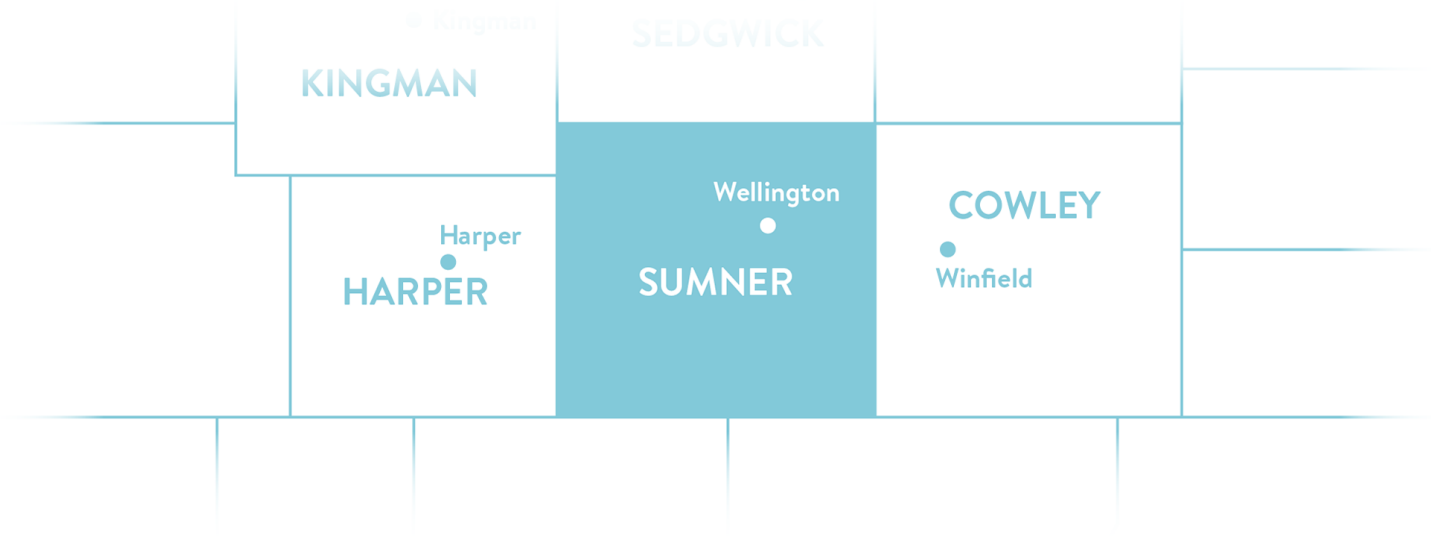 Kingman
SEDGWICK
KINGMAN
Wellington
COWLEY
Harper
SUMNER
Winfield
HARPER